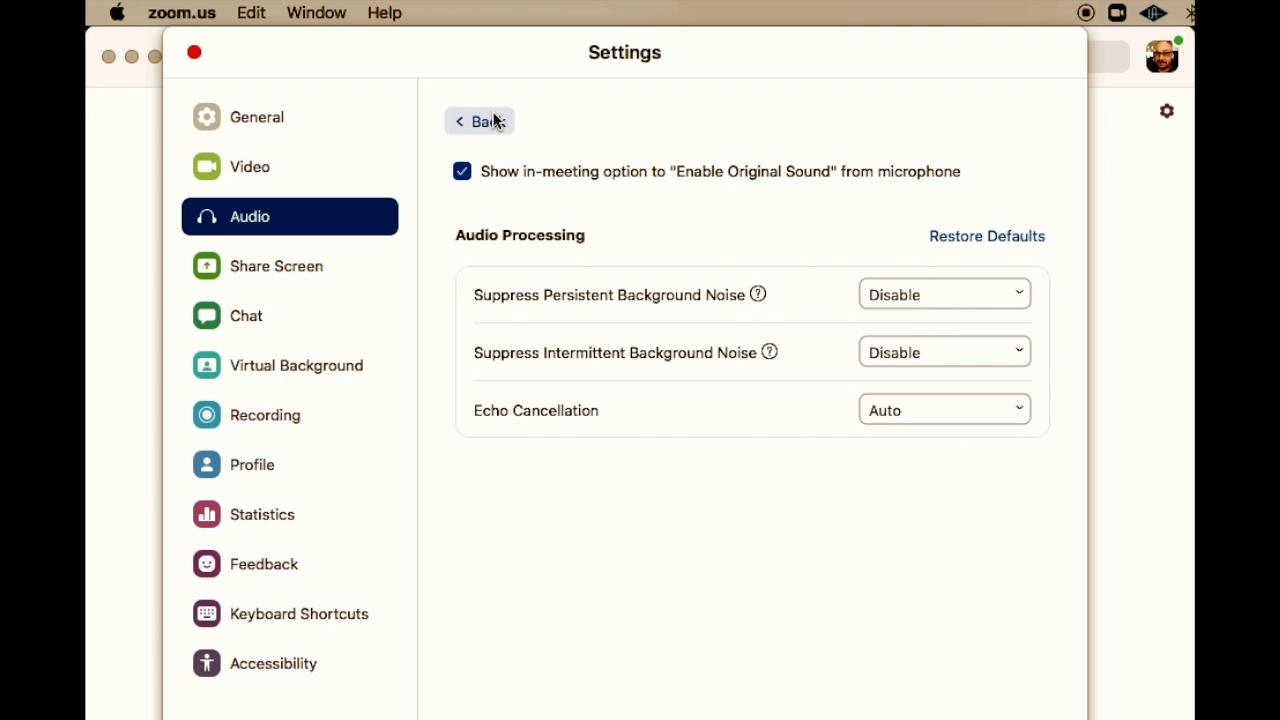 zoom.us Edit Window Help
Settings
General
Video
Audio
Share Screen
Chat
Virtual Background
Recording
Profile
Statistics
Feedback
Keyboard Shortcuts
Accessibility
< Back
Show in-meeting option to "Enable Original Sound" from microphone
Audio Processing
Restore Defaults
Suppress Persistent Background Noise ? Disable
Suppress Intermittent Background Noise ? Disable
Echo Cancellation Auto